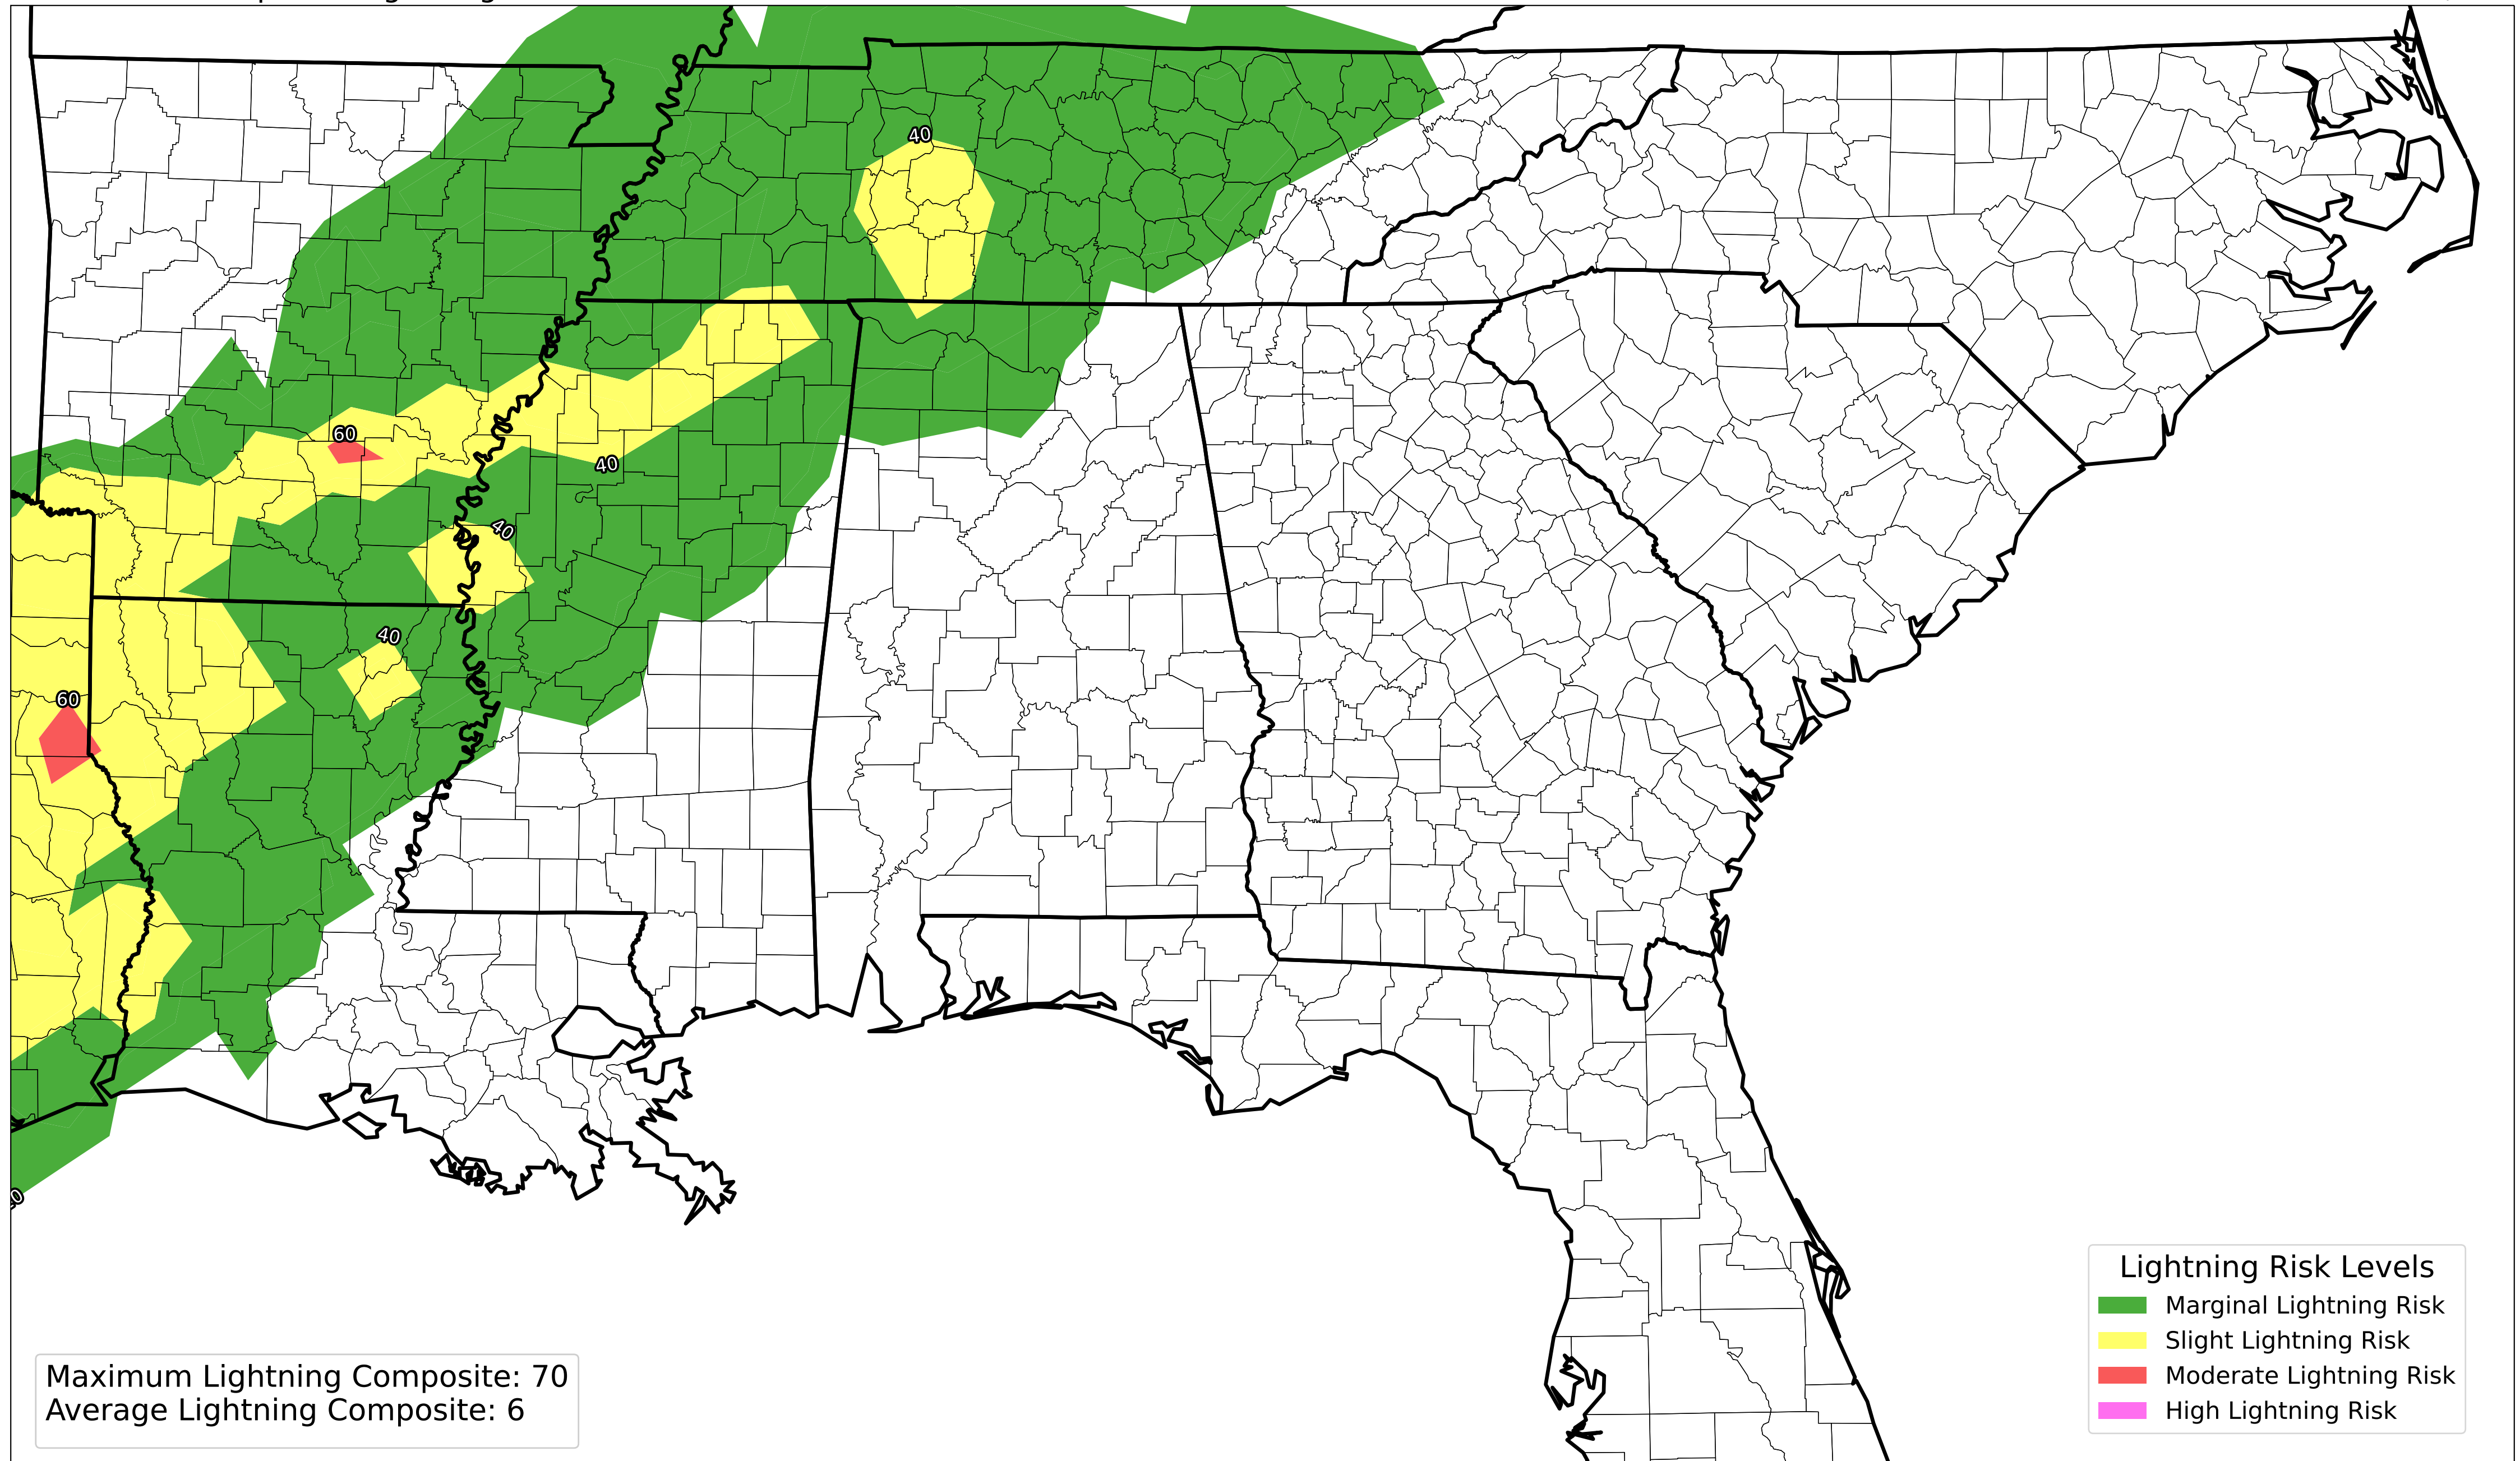 40
60
40
40
40
60
Lightning Risk Levels
Marginal Lightning Risk
Slight Lightning Risk
Moderate Lightning Risk
High Lightning Risk
Maximum Lightning Composite: 70
Average Lightning Composite: 6